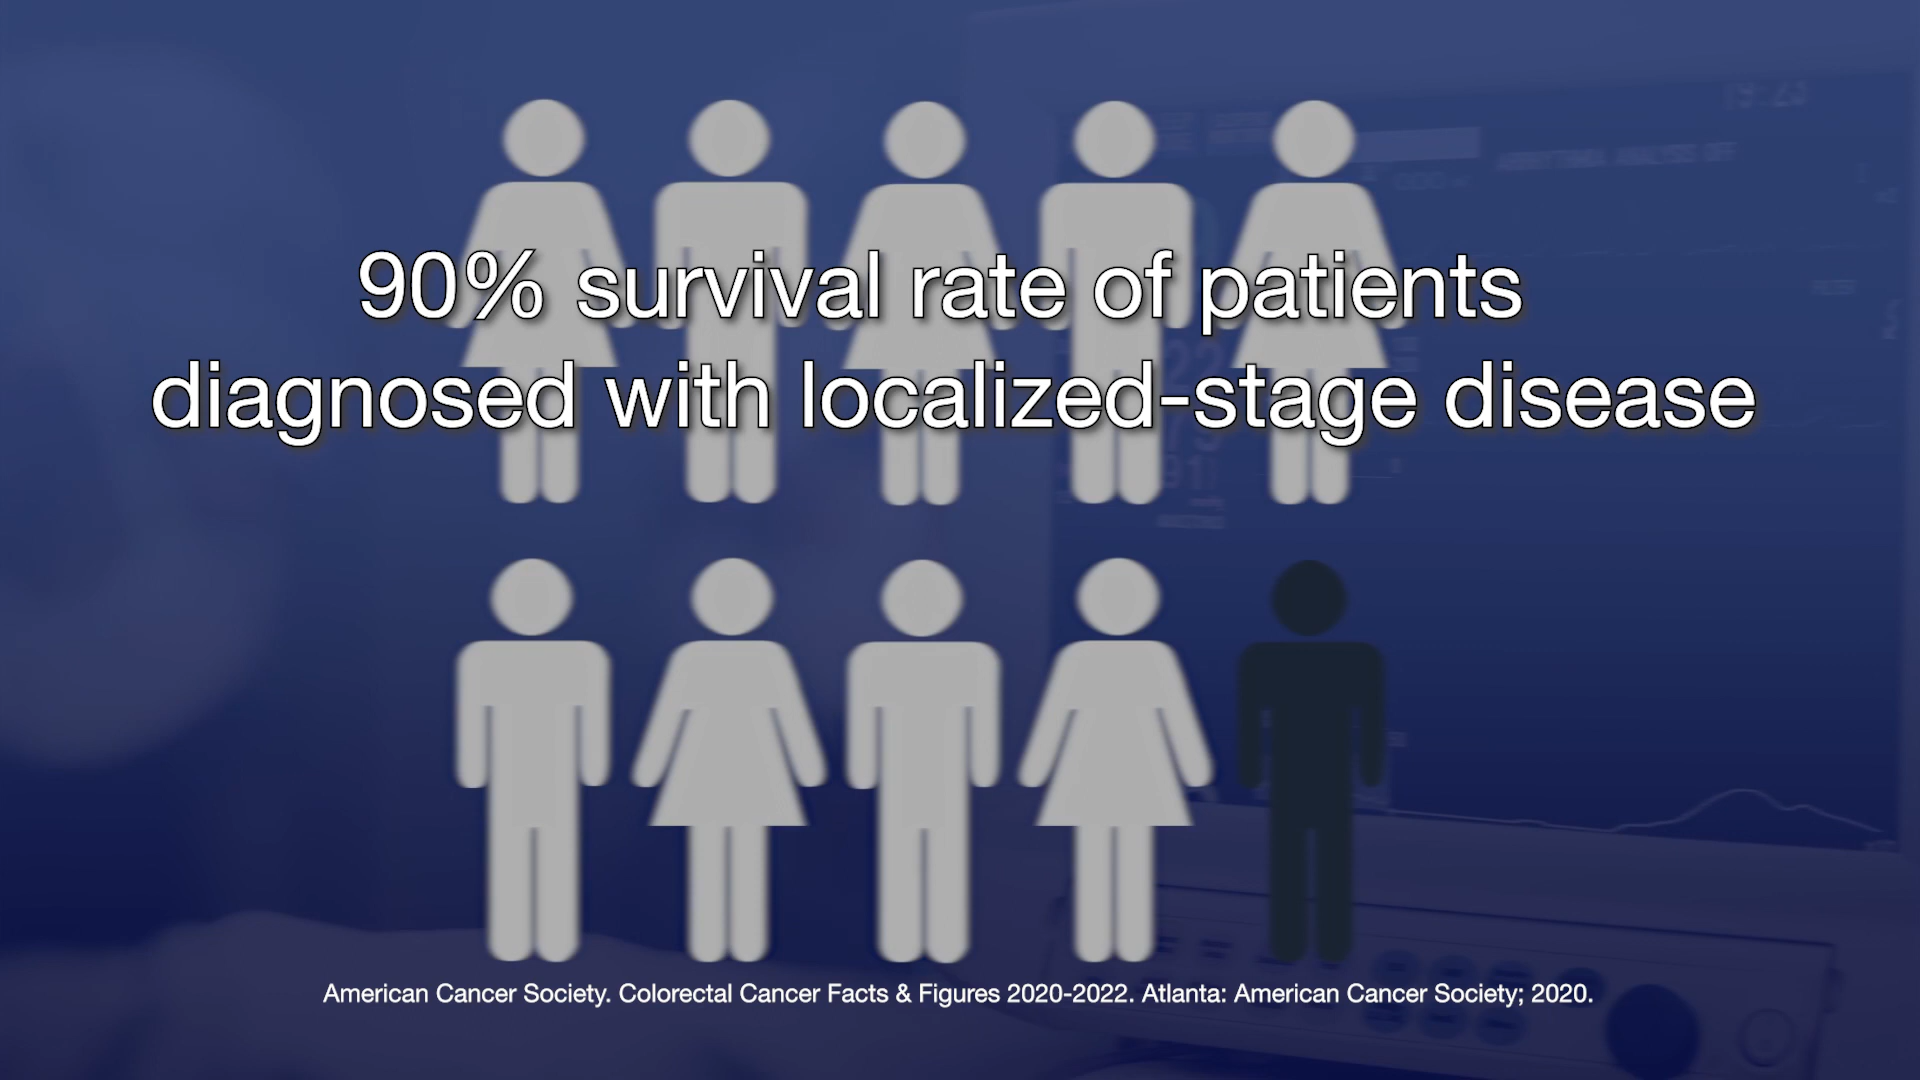 90% survival rate of patients
diagnosed with localized-stage disease
American Cancer Society. Colorectal Cancer Facts & Figures 2020-2022. Atlanta: American Cancer Society; 2020.